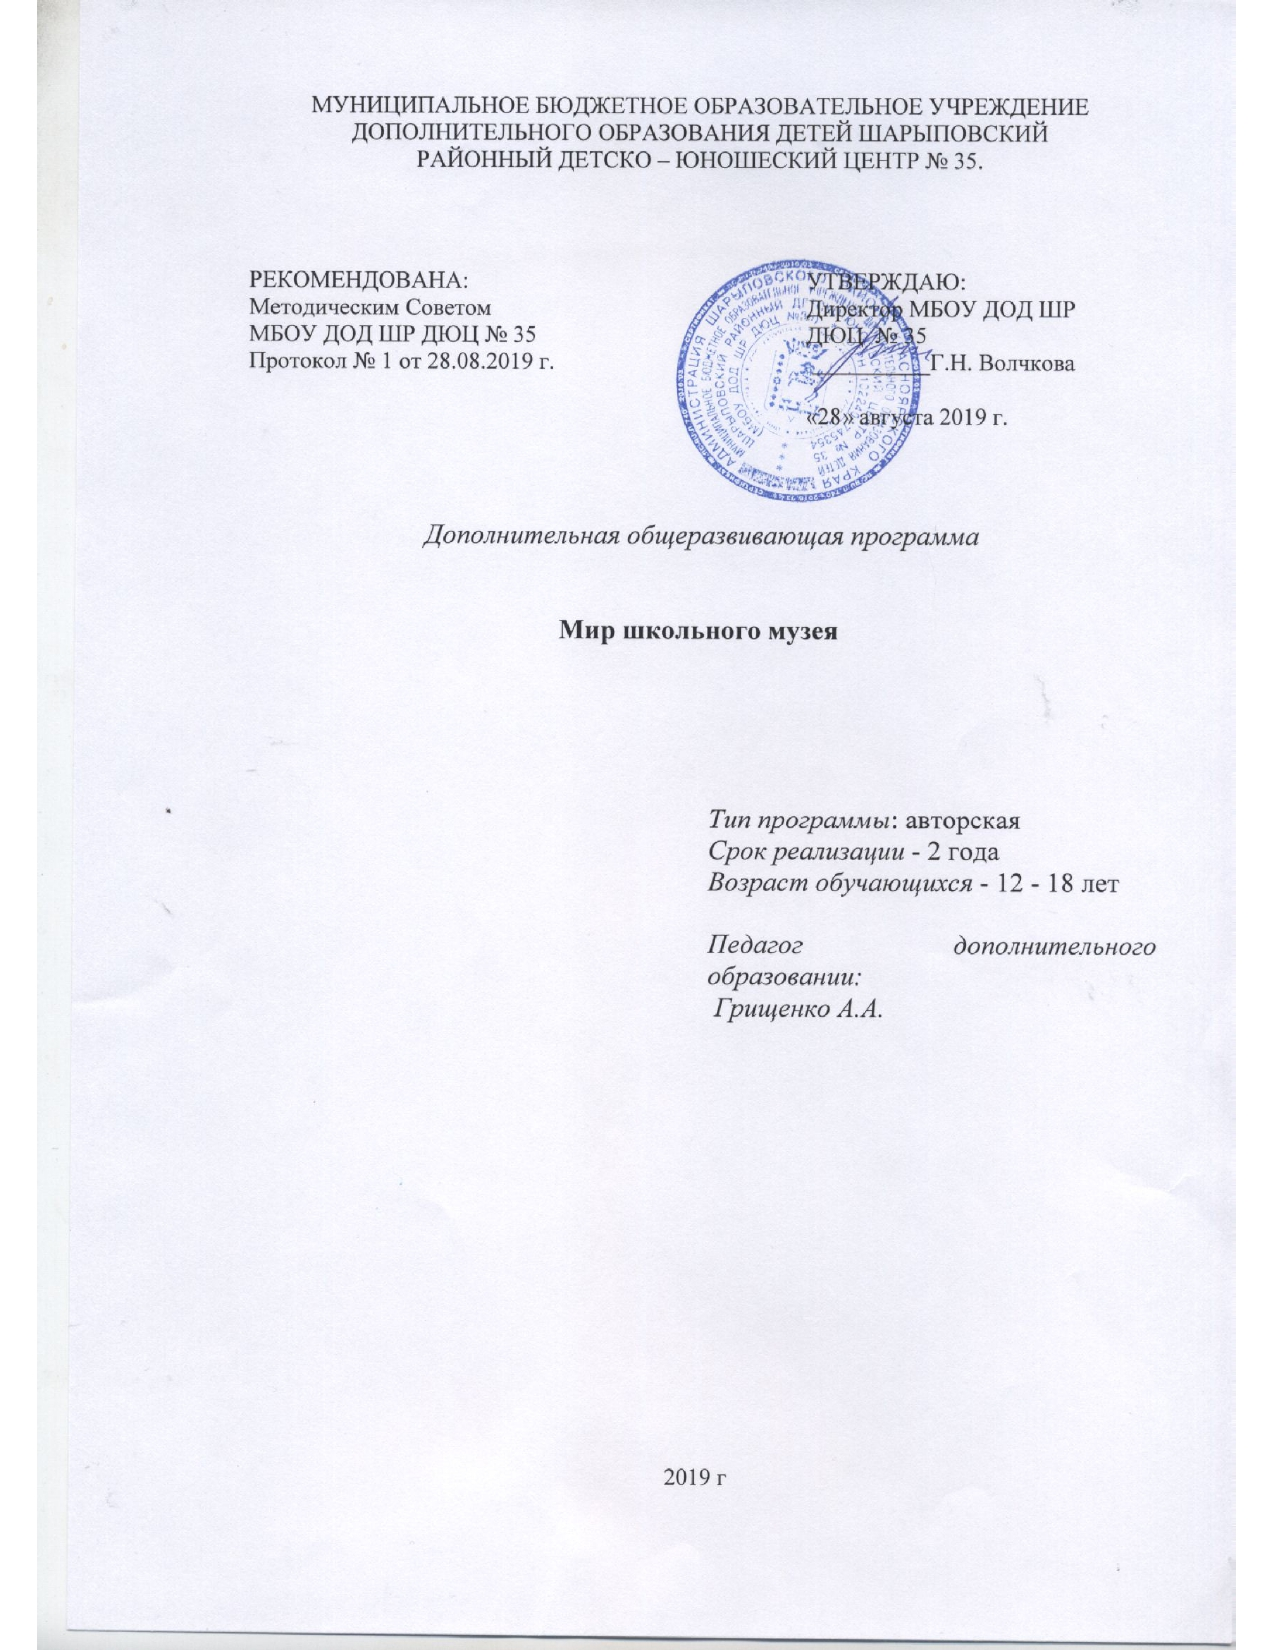 МУНИЦИПАЛЬНОЕ БЮДЖЕТНОЕ ОБРАЗОВАТЕЛЬНОЕ УЧРЕЖДЕНИЕ
ДОПОЛНИТЕЛЬНОГО ОБРАЗОВАНИЯ ДЕТЕЙ ШАРЫПОВСКИЙ
РАЙОННЫЙ ДЕТСКО – ЮНОШЕСКИЙ ЦЕНТР № 35.
РЕКОМЕНДОВАНА:
Методическим Советом
МБОУ ДОД ШР ДЮЦ № 35
Протокол № 1 от 28.08.2019 г.
УТВЕРЖДАЮ:
Директор МБОУ ДОД ШР
ДЮЦ № 35
Г.Н. Волчкова
«28» августа 2019 г.
Дополнительная общеразвивающая программа
Мир школьного музея
Тип программы: авторская
Срок реализации - 2 года
Возраст обучающихся - 12 - 18 лет
Педагог дополнительного
образовании:
Грищенко А.А.
2019 г